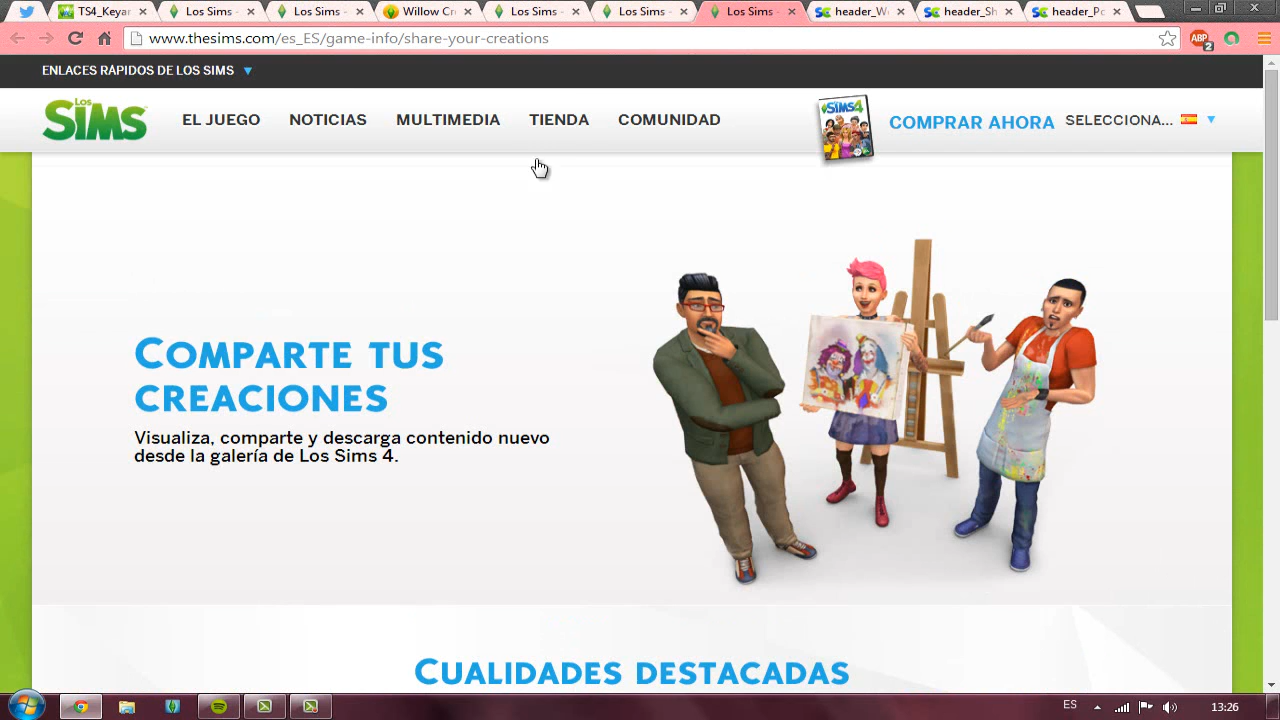 TS4_Keyar
Los Sims -
Los Sims -
Willow Cr
Los Sims -
Los Sims -
Los Sims -
header_W
header_Sh
header_Pc
www.thesims.com/es_ES/game-info/share-your-creations
ABP
2
ENLACES RÁPIDOS DE LOS SIMS
Los
SiMS
EL JUEGO
NOTICIAS
MULTIMEDIA
TIENDA
COMUNIDAD
SiMS4
COMPRAR AHORA
SELECCIONA...
COMPARTE TUS
CREACIONES
Visualiza, comparte y descarga contenido nuevo
desde la galería de Los Sims 4.
CUALIDADES DESTACADAS
ES
13:26